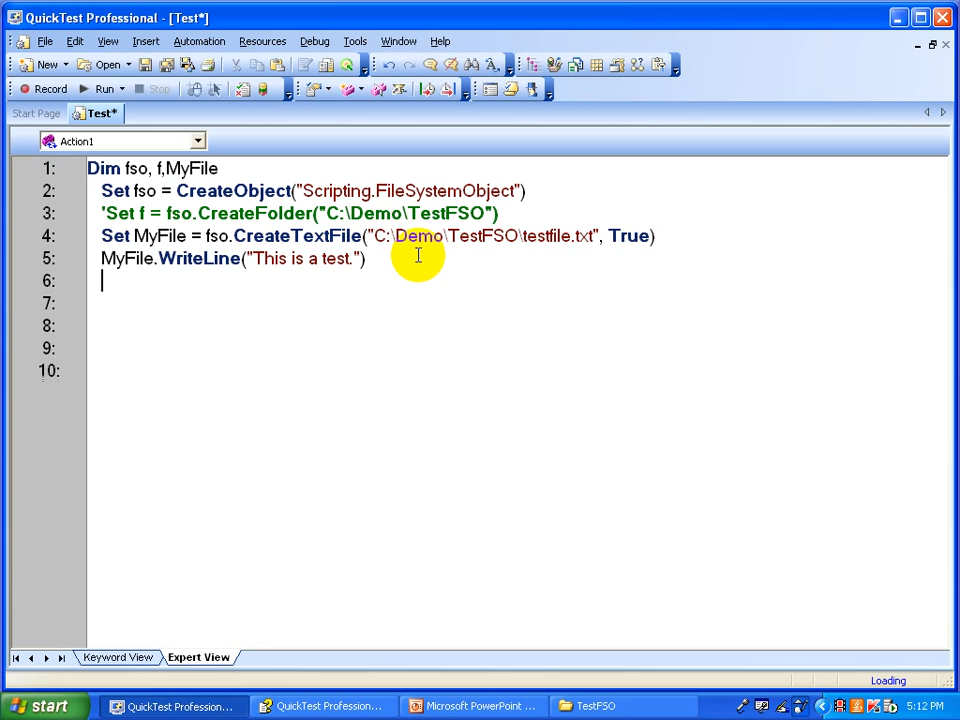 QuickTest Professional - [Test*]
File Edit View Insert Automation Resources Debug Tools Window Help
New Open
Record Run Stop
Start Page Test*
Action1
1: Dim fso, f,MyFile
2: Set fso = CreateObject("Scripting.FileSystemObject")
3: 'Set f = fso.CreateFolder("C:\Demo\TestFSO")
4: Set MyFile = fso.CreateTextFile("C:\Demo\TestFSO\testfile.txt", True)
5: MyFile.WriteLine("This is a test.")
6:
7:
8:
9:
10:
Keyword View Expert View
Loading
start QuickTest Profession... QuickTest Profession... Microsoft PowerPoint ... TestFSO 5:12 PM